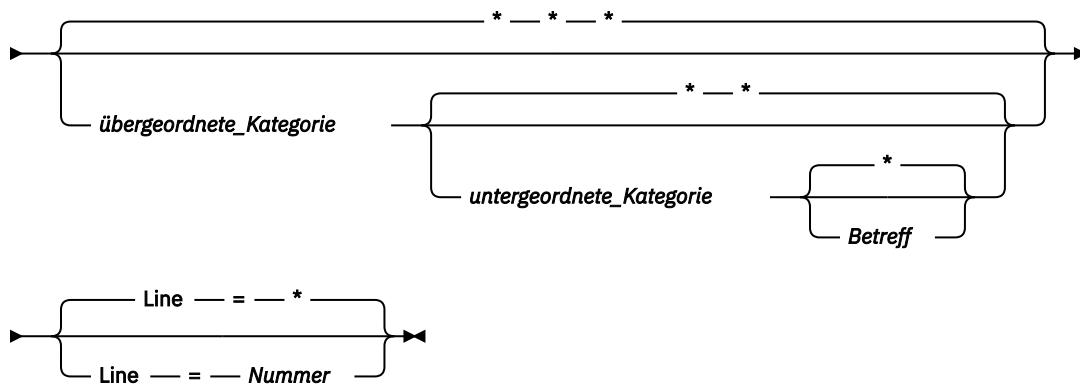 * * *
* *
übergeordnete_Kategorie
*
untergeordnete_Kategorie
Betreff
Line = *
Line = Nummer